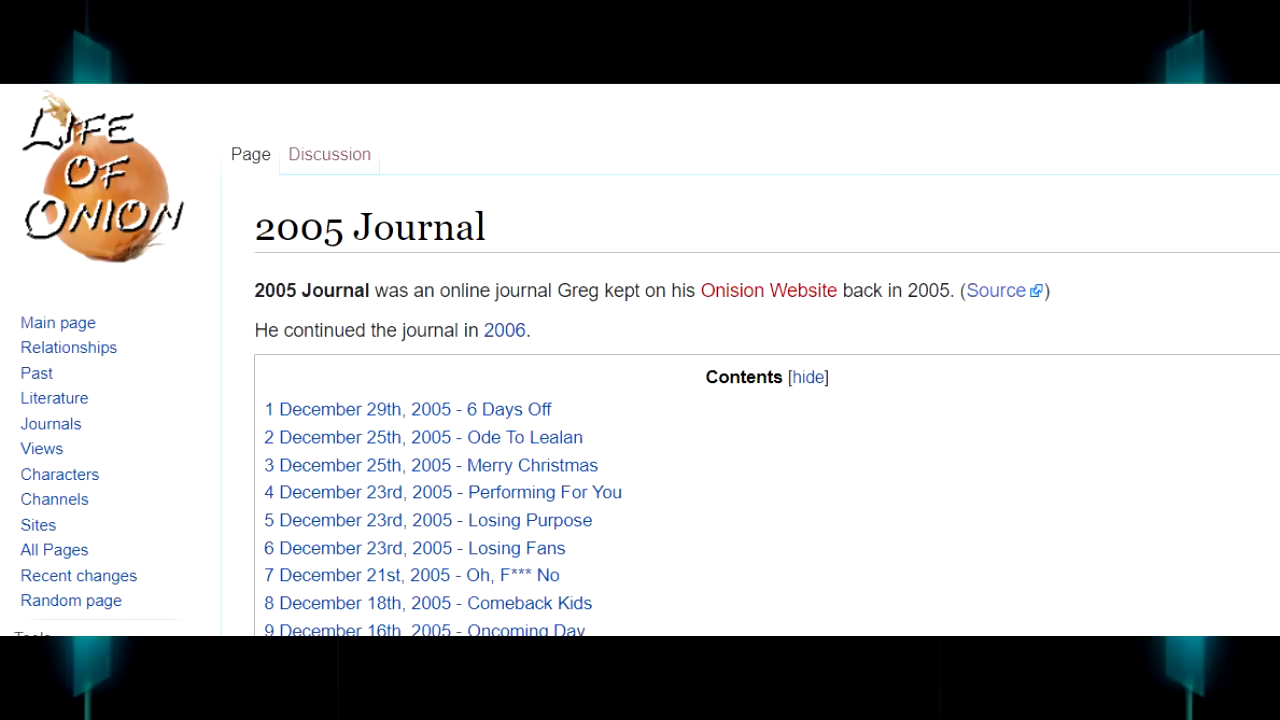 LIFE
OF
ONION
Page Discussion
2005 Journal
2005 Journal was an online journal Greg kept on his Onision Website back in 2005. (Source)
He continued the journal in 2006.
Main page
Relationships
Past
Literature
Journals
Views
Characters
Channels
Sites
All Pages
Recent changes
Random page
Tools
Contents [hide]
1 December 29th, 2005 - 6 Days Off
2 December 25th, 2005 - Ode To Lealan
3 December 25th, 2005 - Merry Christmas
4 December 23rd, 2005 - Performing For You
5 December 23rd, 2005 - Losing Purpose
6 December 23rd, 2005 - Losing Fans
7 December 21st, 2005 - Oh, F*** No
8 December 18th, 2005 - Comeback Kids
9 December 16th, 2005 - Oncoming Day